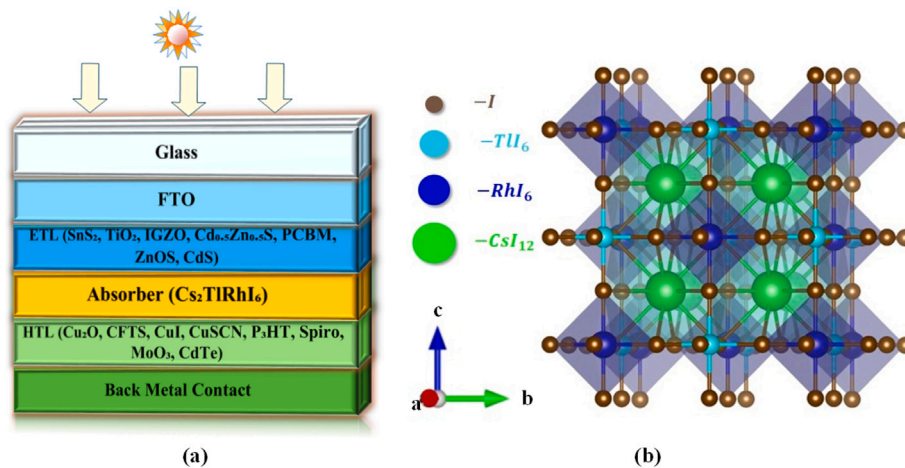 Glass
FTO
ETL (SnS₂, TiO₂, IGZO, Cd₀.₅Zn₀.₅S, PCBM,
ZnOS, CdS)
Absorber (Cs₂TlRhI₆)
HTL (Cu₂O, CFTS, CuI, CuSCN, P₃HT, Spiro,
MoO₃, CdTe)
Back Metal Contact
(a)
–I
–TlI₆
–RhI₆
–CsI₁₂
c
a
b
(b)